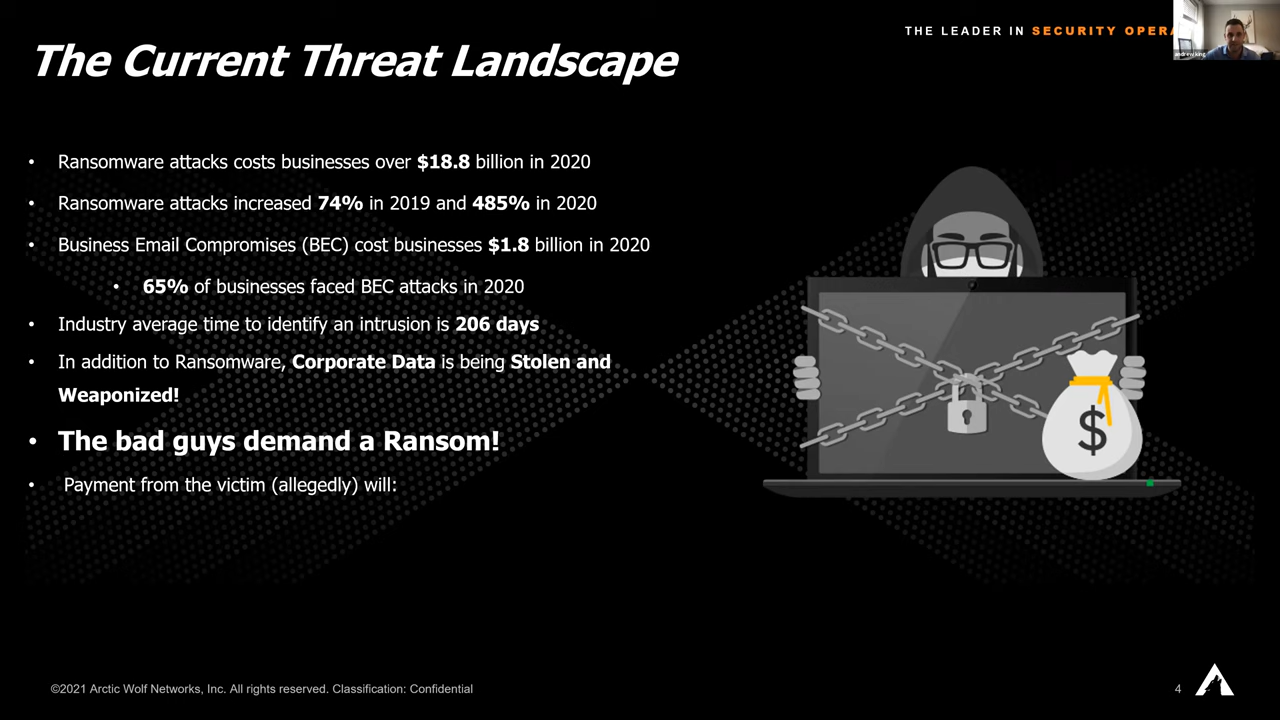 THE LEADER IN SECURITY OPERA
andrew king
The Current Threat Landscape
• Ransomware attacks costs businesses over $18.8 billion in 2020
• Ransomware attacks increased 74% in 2019 and 485% in 2020
• Business Email Compromises (BEC) cost businesses $1.8 billion in 2020
• 65% of businesses faced BEC attacks in 2020
• Industry average time to identify an intrusion is 206 days
• In addition to Ransomware, Corporate Data is being Stolen and
Weaponized!
• The bad guys demand a Ransom!
• Payment from the victim (allegedly) will:
$
©2021 Arctic Wolf Networks, Inc. All rights reserved. Classification: Confidential
4